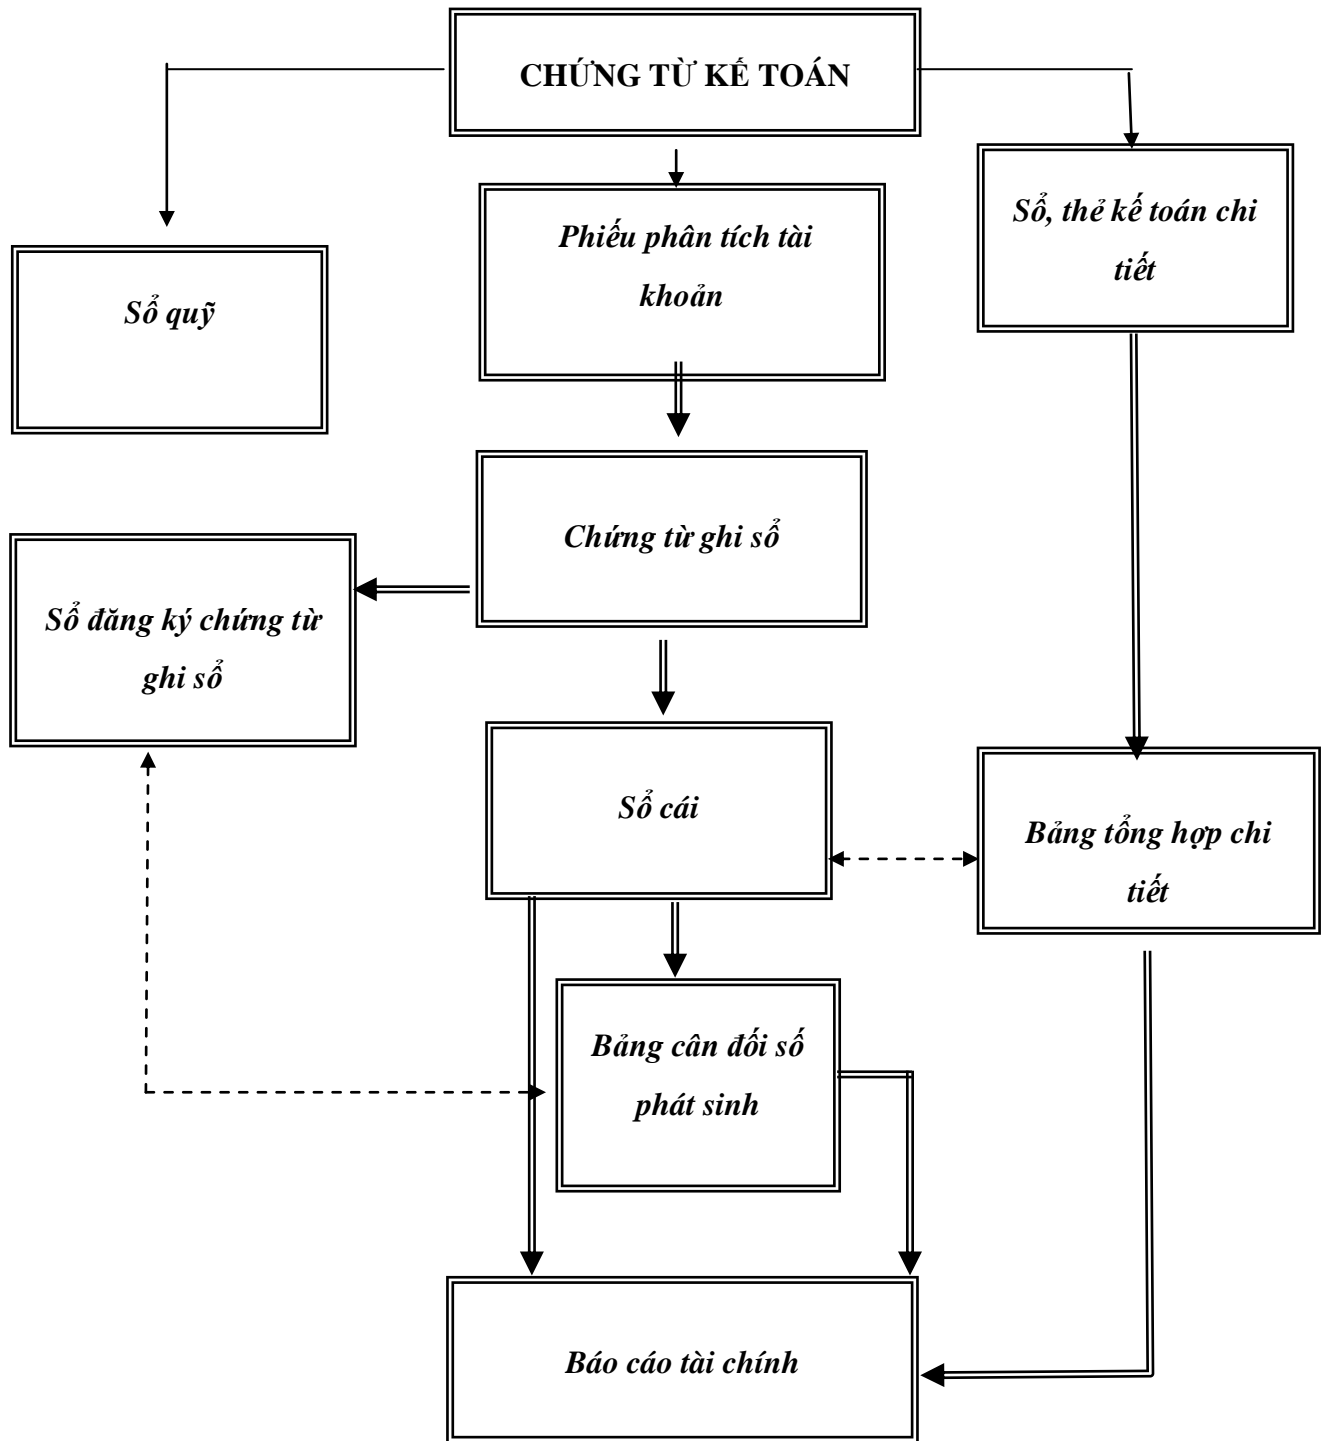 CHỨNG TỪ KẾ TOÁN
Sổ, thẻ kế toán chi
tiết
Phiếu phân tích tài
khoản
Sổ quỹ
Chứng từ ghi sổ
Sổ đăng ký chứng từ
ghi sổ
Sổ cái
Bảng tổng hợp chi
tiết
Bảng cân đối số
phát sinh
Báo cáo tài chính